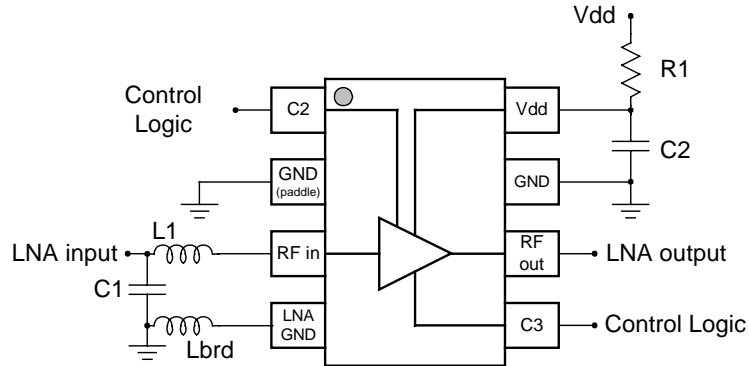 Vdd
R1
Control
Logic
C2
Vdd
C2
GND
(paddle)
GND
L1
LNA input
RF in
RF
out
LNA output
C1
LNA
GND
Lbrd
C3
Control Logic